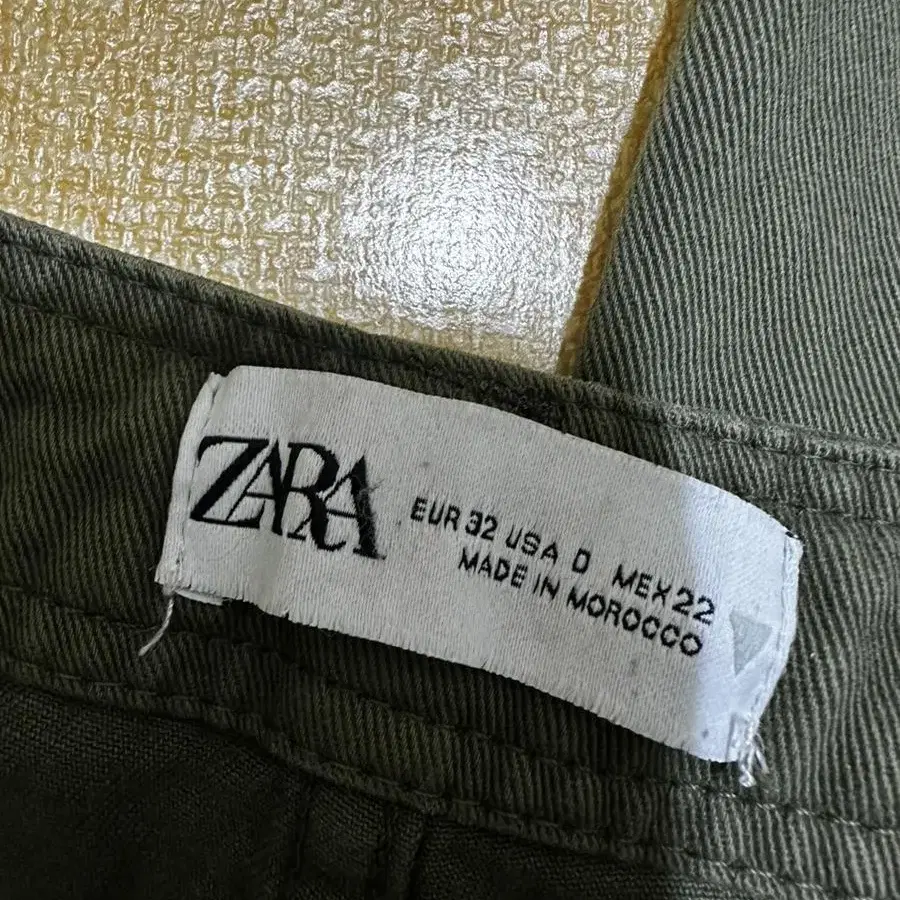 ZARA
EUR 32 USA 0 MEX 22
MADE IN MOROCCO